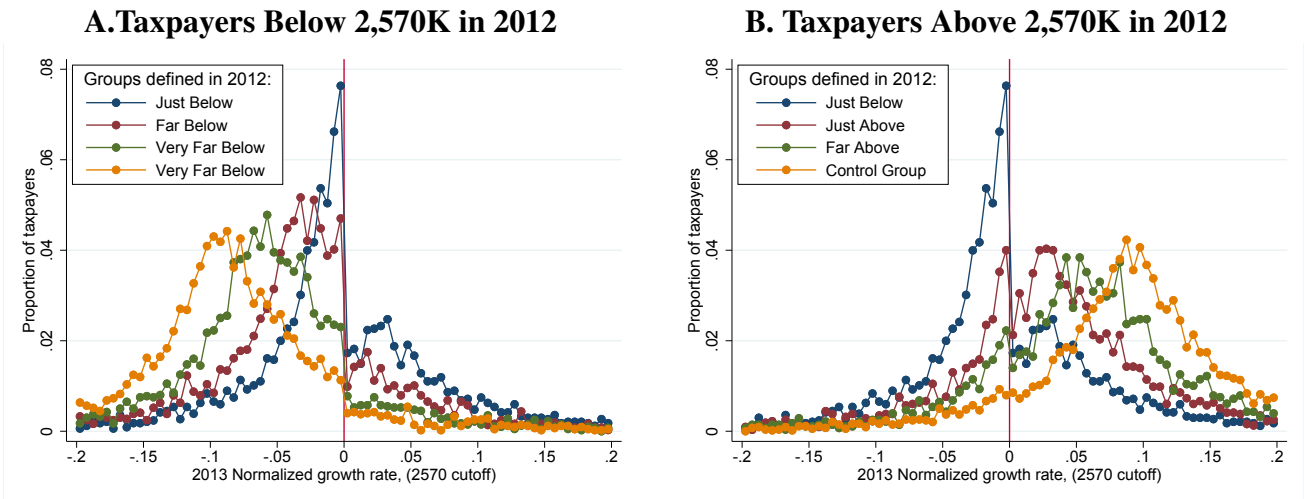 A.Taxpayers Below 2,570K in 2012
Groups defined in 2012:
Just Below
Far Below
Very Far Below
Very Far Below
Proportion of taxpayers
0
.02
.04
.06
.08
-.2
-.15
-.1
-.05
0
.05
.1
.15
.2
2013 Normalized growth rate, (2570 cutoff)
B. Taxpayers Above 2,570K in 2012
Groups defined in 2012:
Just Below
Just Above
Far Above
Control Group
Proportion of taxpayers
0
.02
.04
.06
.08
-.2
-.15
-.1
-.05
0
.05
.1
.15
.2
2013 Normalized growth rate, (2570 cutoff)